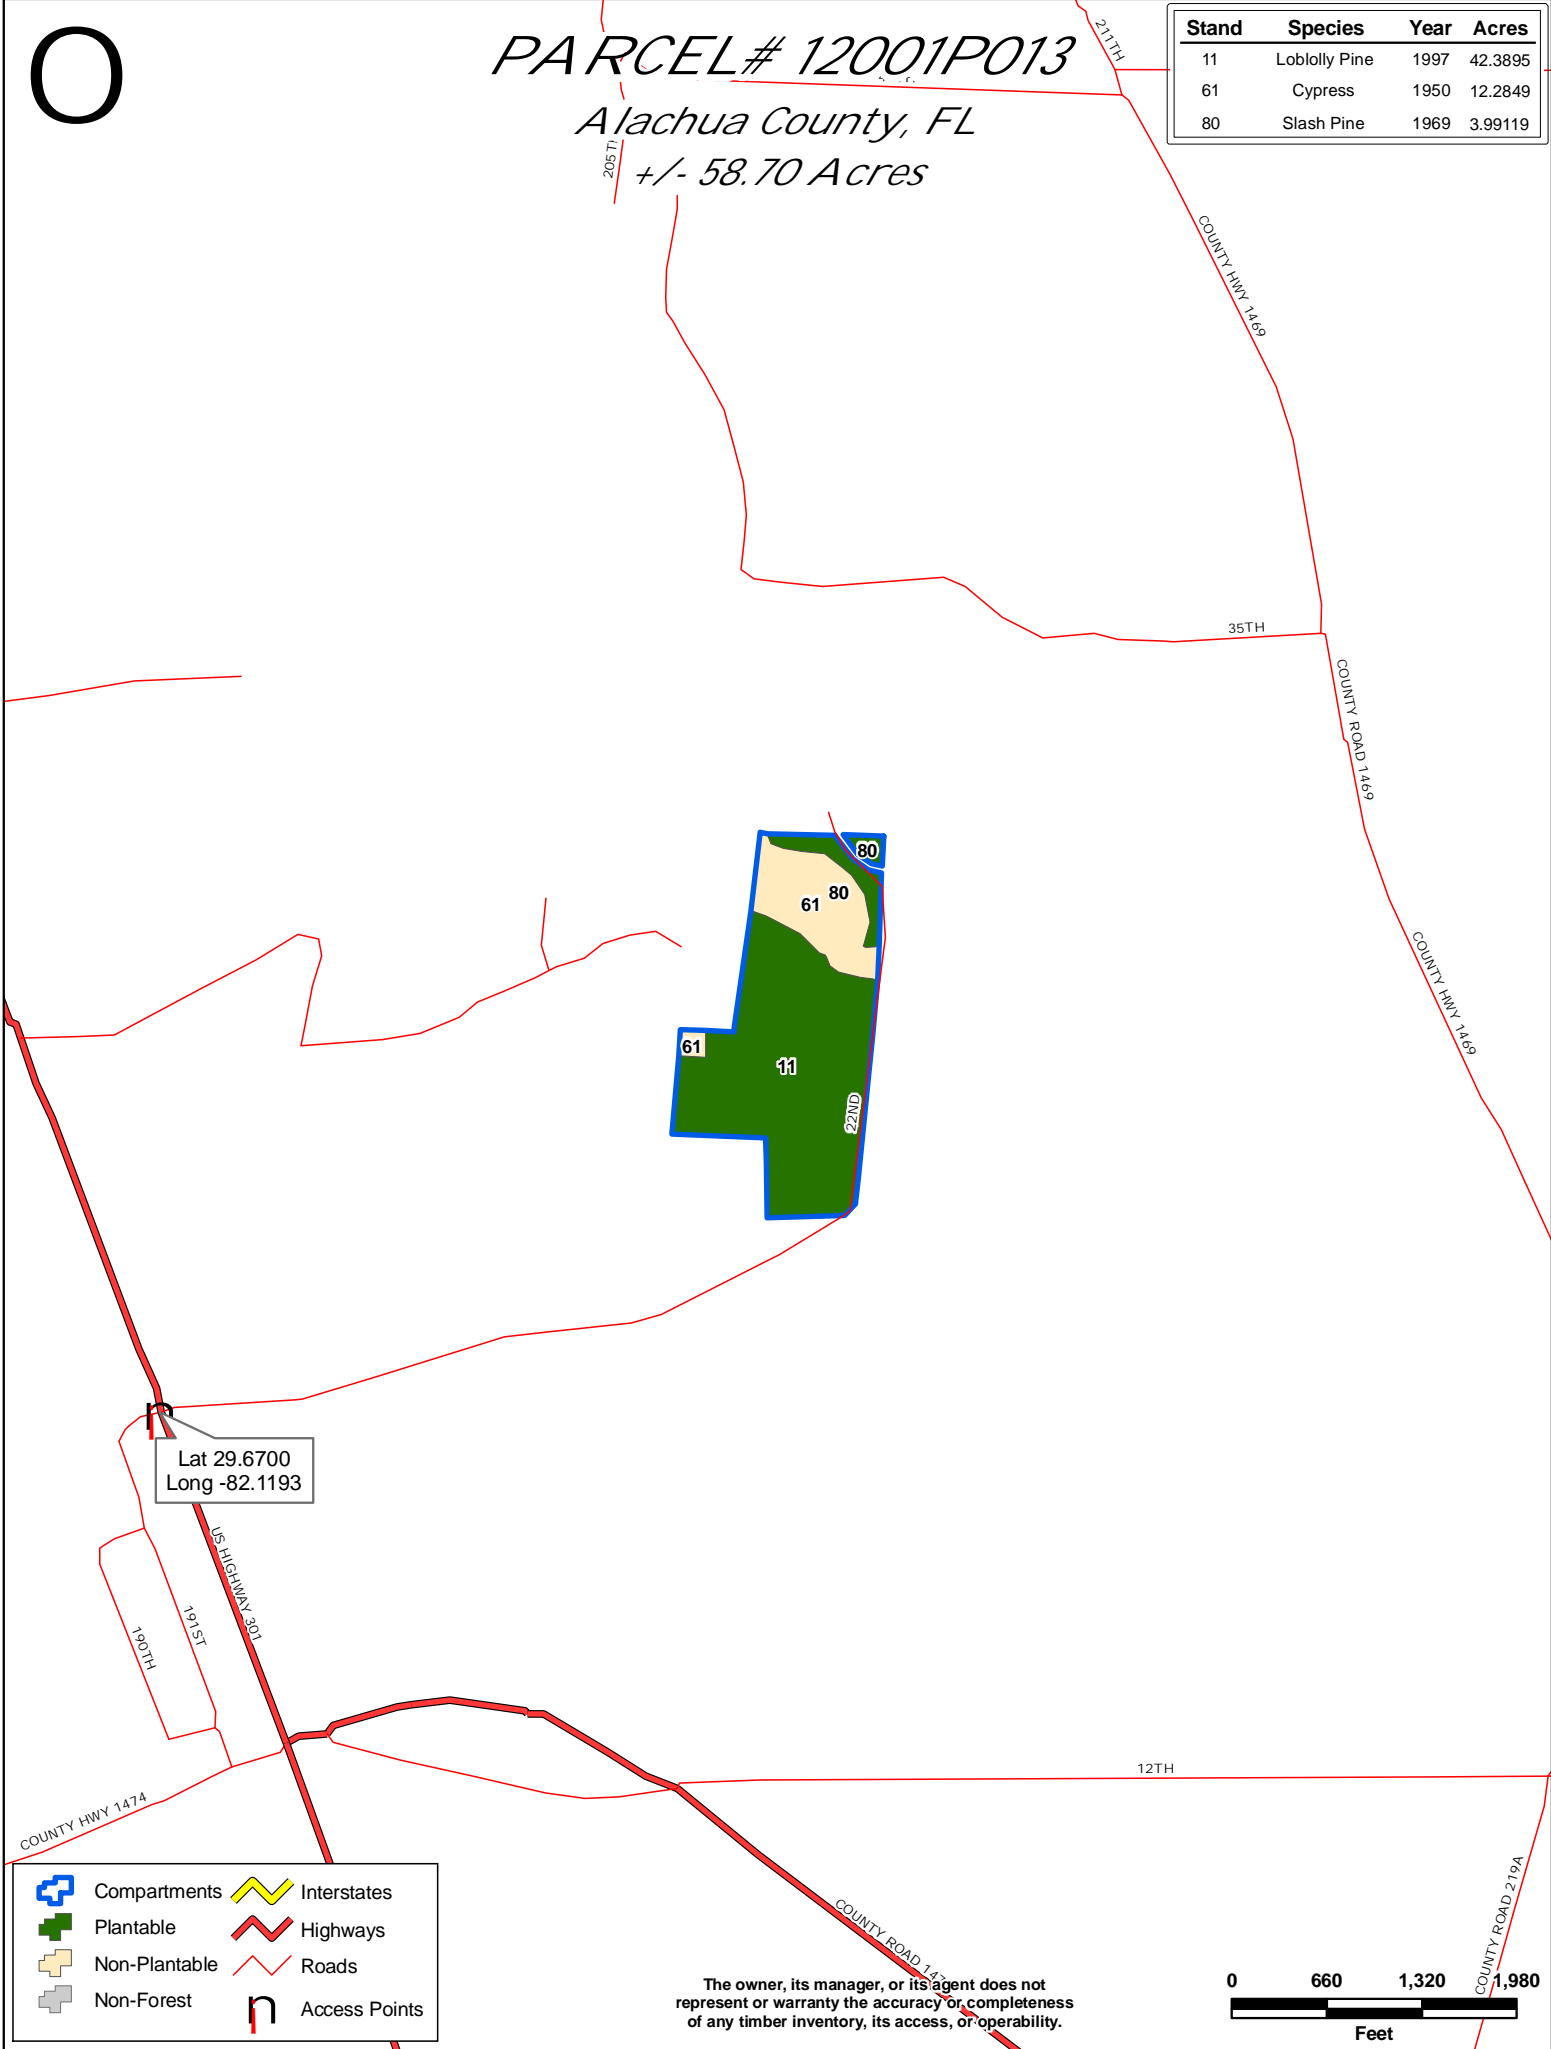 O
PARCEL# 12001P013
Alachua County, FL
+/- 58.70 Acres
Stand Species Year Acres
11 Loblolly Pine 1997 42.3895
61 Cypress 1950 12.2849
80 Slash Pine 1969 3.99119
211TH
205TH
COUNTY HWY 1469
35TH
COUNTY ROAD 1469
80
80
61
COUNTY HWY 1469
61
11
22ND
n
Lat 29.6700
Long -82.1193
US HIGHWAY 301
191ST
190TH
12TH
COUNTY HWY 1474
COUNTY ROAD 219A
COUNTY ROAD
Compartments
Plantable
Non-Plantable
Non-Forest
Interstates
Highways
Roads
n Access Points
The owner, its manager, or its agent does not
represent or warranty the accuracy or completeness
of any timber inventory, its access, or operability.
0 660 1,320 1,980
Feet